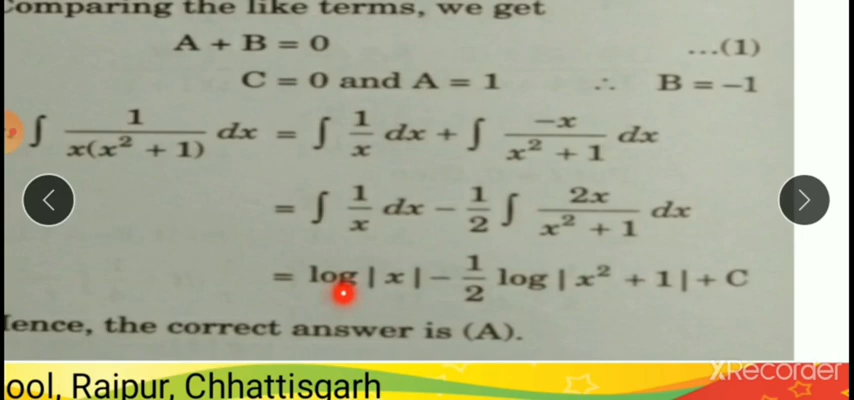 Comparing the like terms, we get
A + B = 0 ...(1)
C = 0 and A = 1 ∴ B = −1
∫ 1/x(x² + 1) dx = ∫ 1/x dx + ∫ −x/x² + 1 dx
= ∫ 1/x dx − 1/2 ∫ 2x/x² + 1 dx
= log | x | − 1/2 log | x² + 1 | + C
Hence, the correct answer is (A).
XRecorder
ool, Raipur, Chhattisgarh